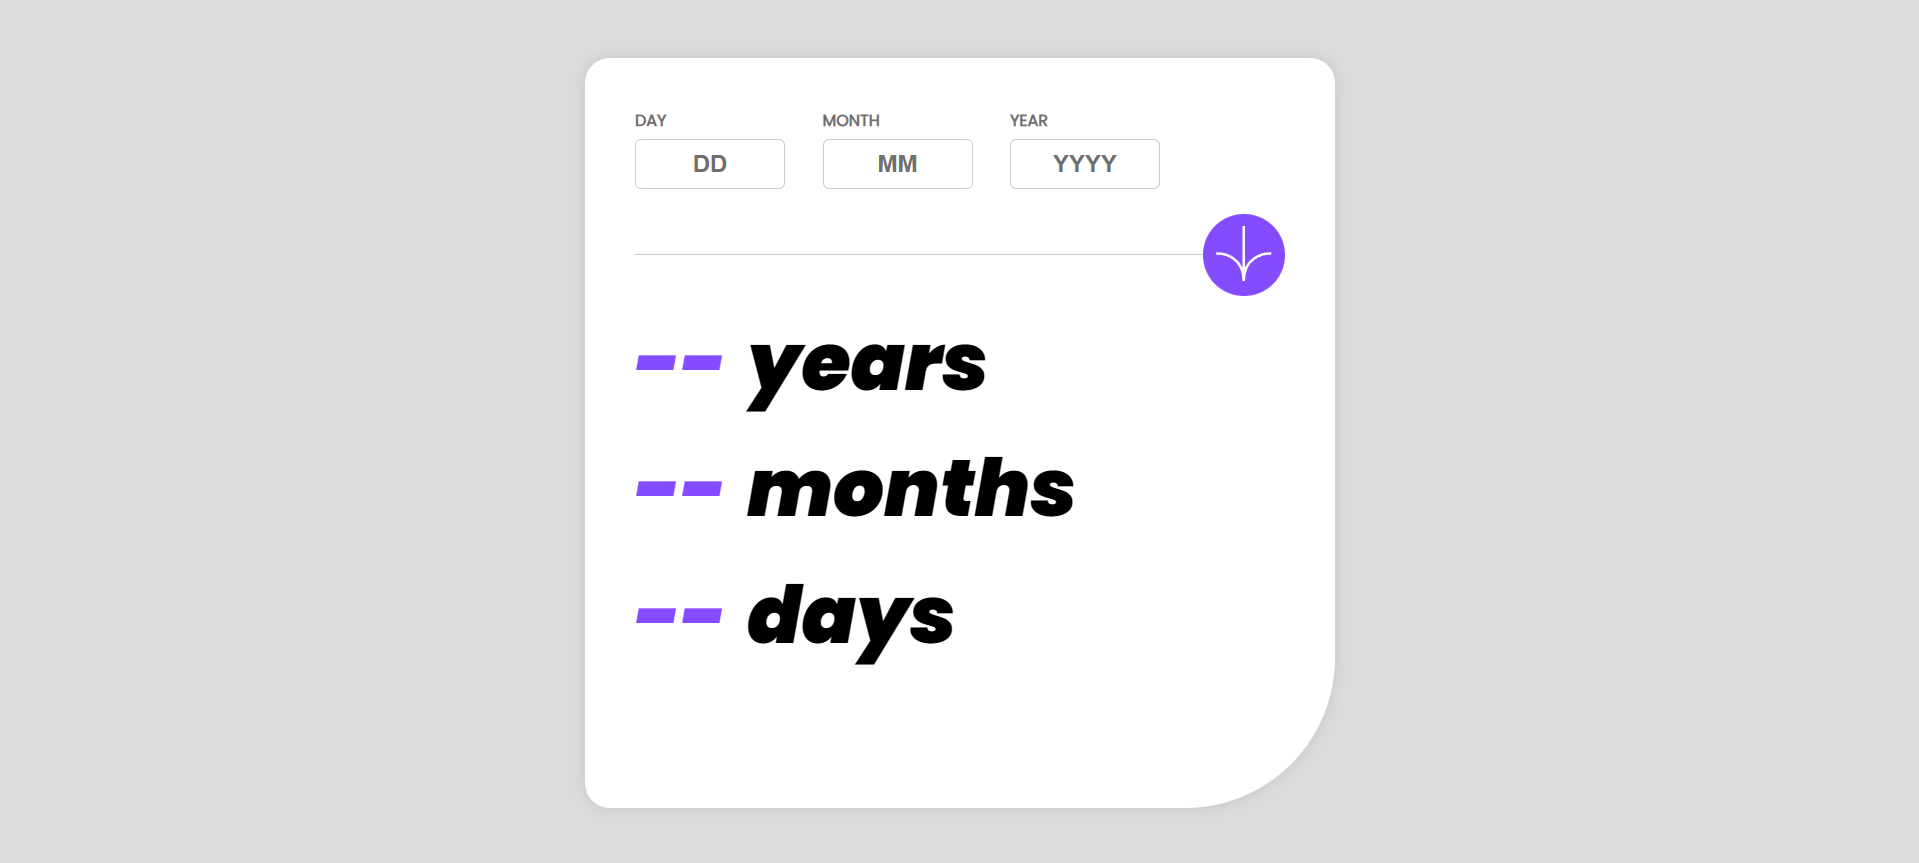 DAY MONTH YEAR
DD MM YYYY
-- years
-- months
-- days